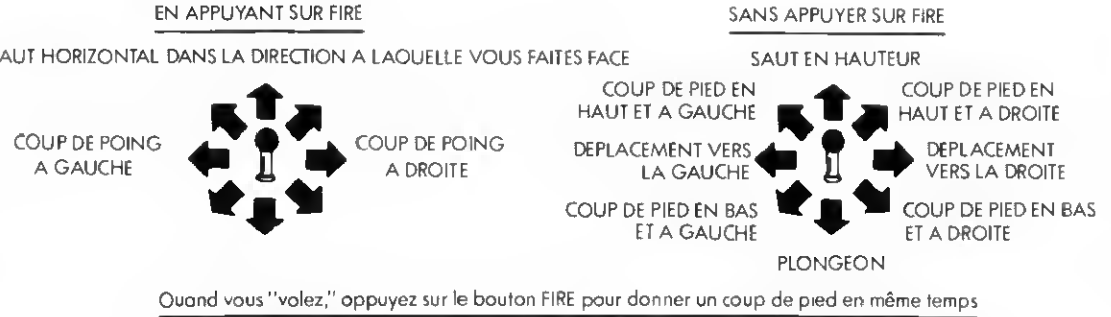 EN APPUYANT SUR FIRE
AUT HORIZONTAL DANS LA DIRECTION A LAQUELLE VOUS FAITES FACE
COUP DE POING
A GAUCHE
COUP DE POING
A DROITE
SANS APPUYER SUR FIRE
SAUT EN HAUTEUR
COUP DE PIED EN
HAUT ET A GAUCHE
COUP DE PIED EN
HAUT ET A DROITE
DEPLACEMENT VERS
LA GAUCHE
DEPLACEMENT
VERS LA DROITE
COUP DE PIED EN BAS
ET A GAUCHE
COUP DE PIED EN BAS
ET A DROITE
PLONGEON
Quand vous "volez," appuyez sur le bouton FIRE pour donner un coup de pied en même temps